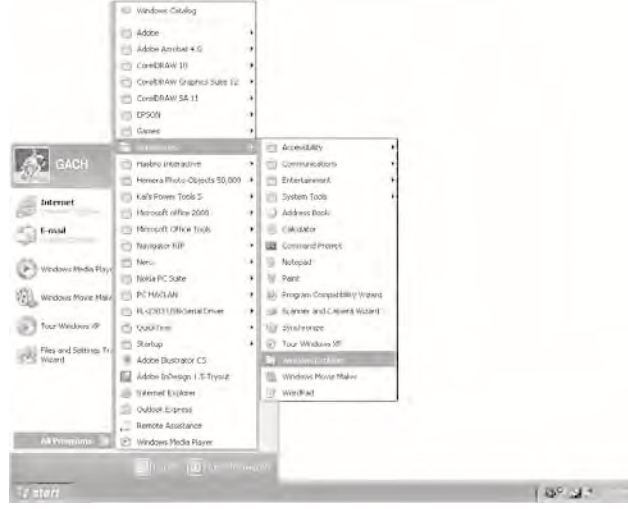 Windows Catalog
Adobe
Adobe Acrobat 4.0
CorelDRAW 10
CorelDRAW Graphics Suite 12
CorelDRAW SA 11
EPSON
Games
Accessories
Hasbro Interactive
Hemera Photo-Objects 50,000
Kai's Power Tools 5
Microsoft Office 2000
Microsoft Office Tools
Nero
Nokia PC Suite
PC MACLAN
PL-2303 USB-Serial Driver
QuickTime
Startup
Adobe Illustrator CS
Adobe InDesign 1.5 Tryout
Internet Explorer
Outlook Express
Remote Assistance
Windows Media Player
Accessibility
Communications
Entertainment
System Tools
Address Book
Calculator
Command Prompt
Notepad
Paint
Program Compatibility Wizard
Scanner and Camera Wizard
Synchronize
Tour Windows XP
Windows Explorer
Windows Movie Maker
WordPad
GACH
Internet
E-mail
Windows Media Playe
Windows Movie Make
Tour Windows XP
Files and Settings Tra
Wizard
All Programs
start